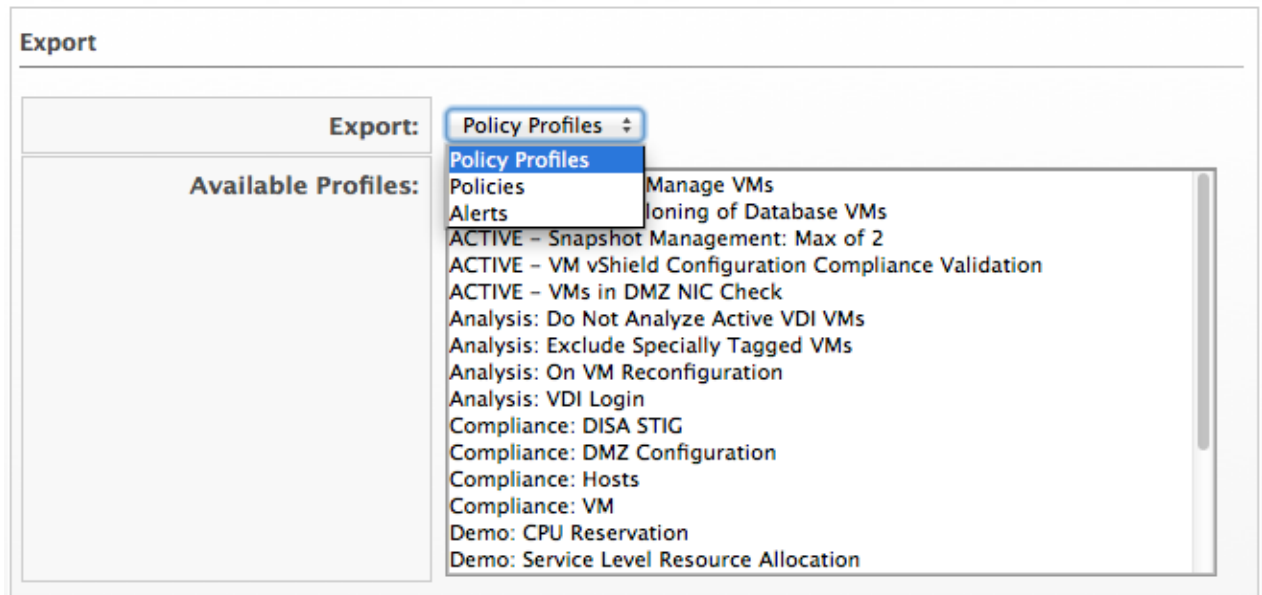 Export
Export:
Policy Profiles
Policy Profiles
Policies
Alerts
Available Profiles:
Manage VMs
loning of Database VMs
ACTIVE – Snapshot Management: Max of 2
ACTIVE – VM vShield Configuration Compliance Validation
ACTIVE – VMs in DMZ NIC Check
Analysis: Do Not Analyze Active VDI VMs
Analysis: Exclude Specially Tagged VMs
Analysis: On VM Reconfiguration
Analysis: VDI Login
Compliance: DISA STIG
Compliance: DMZ Configuration
Compliance: Hosts
Compliance: VM
Demo: CPU Reservation
Demo: Service Level Resource Allocation